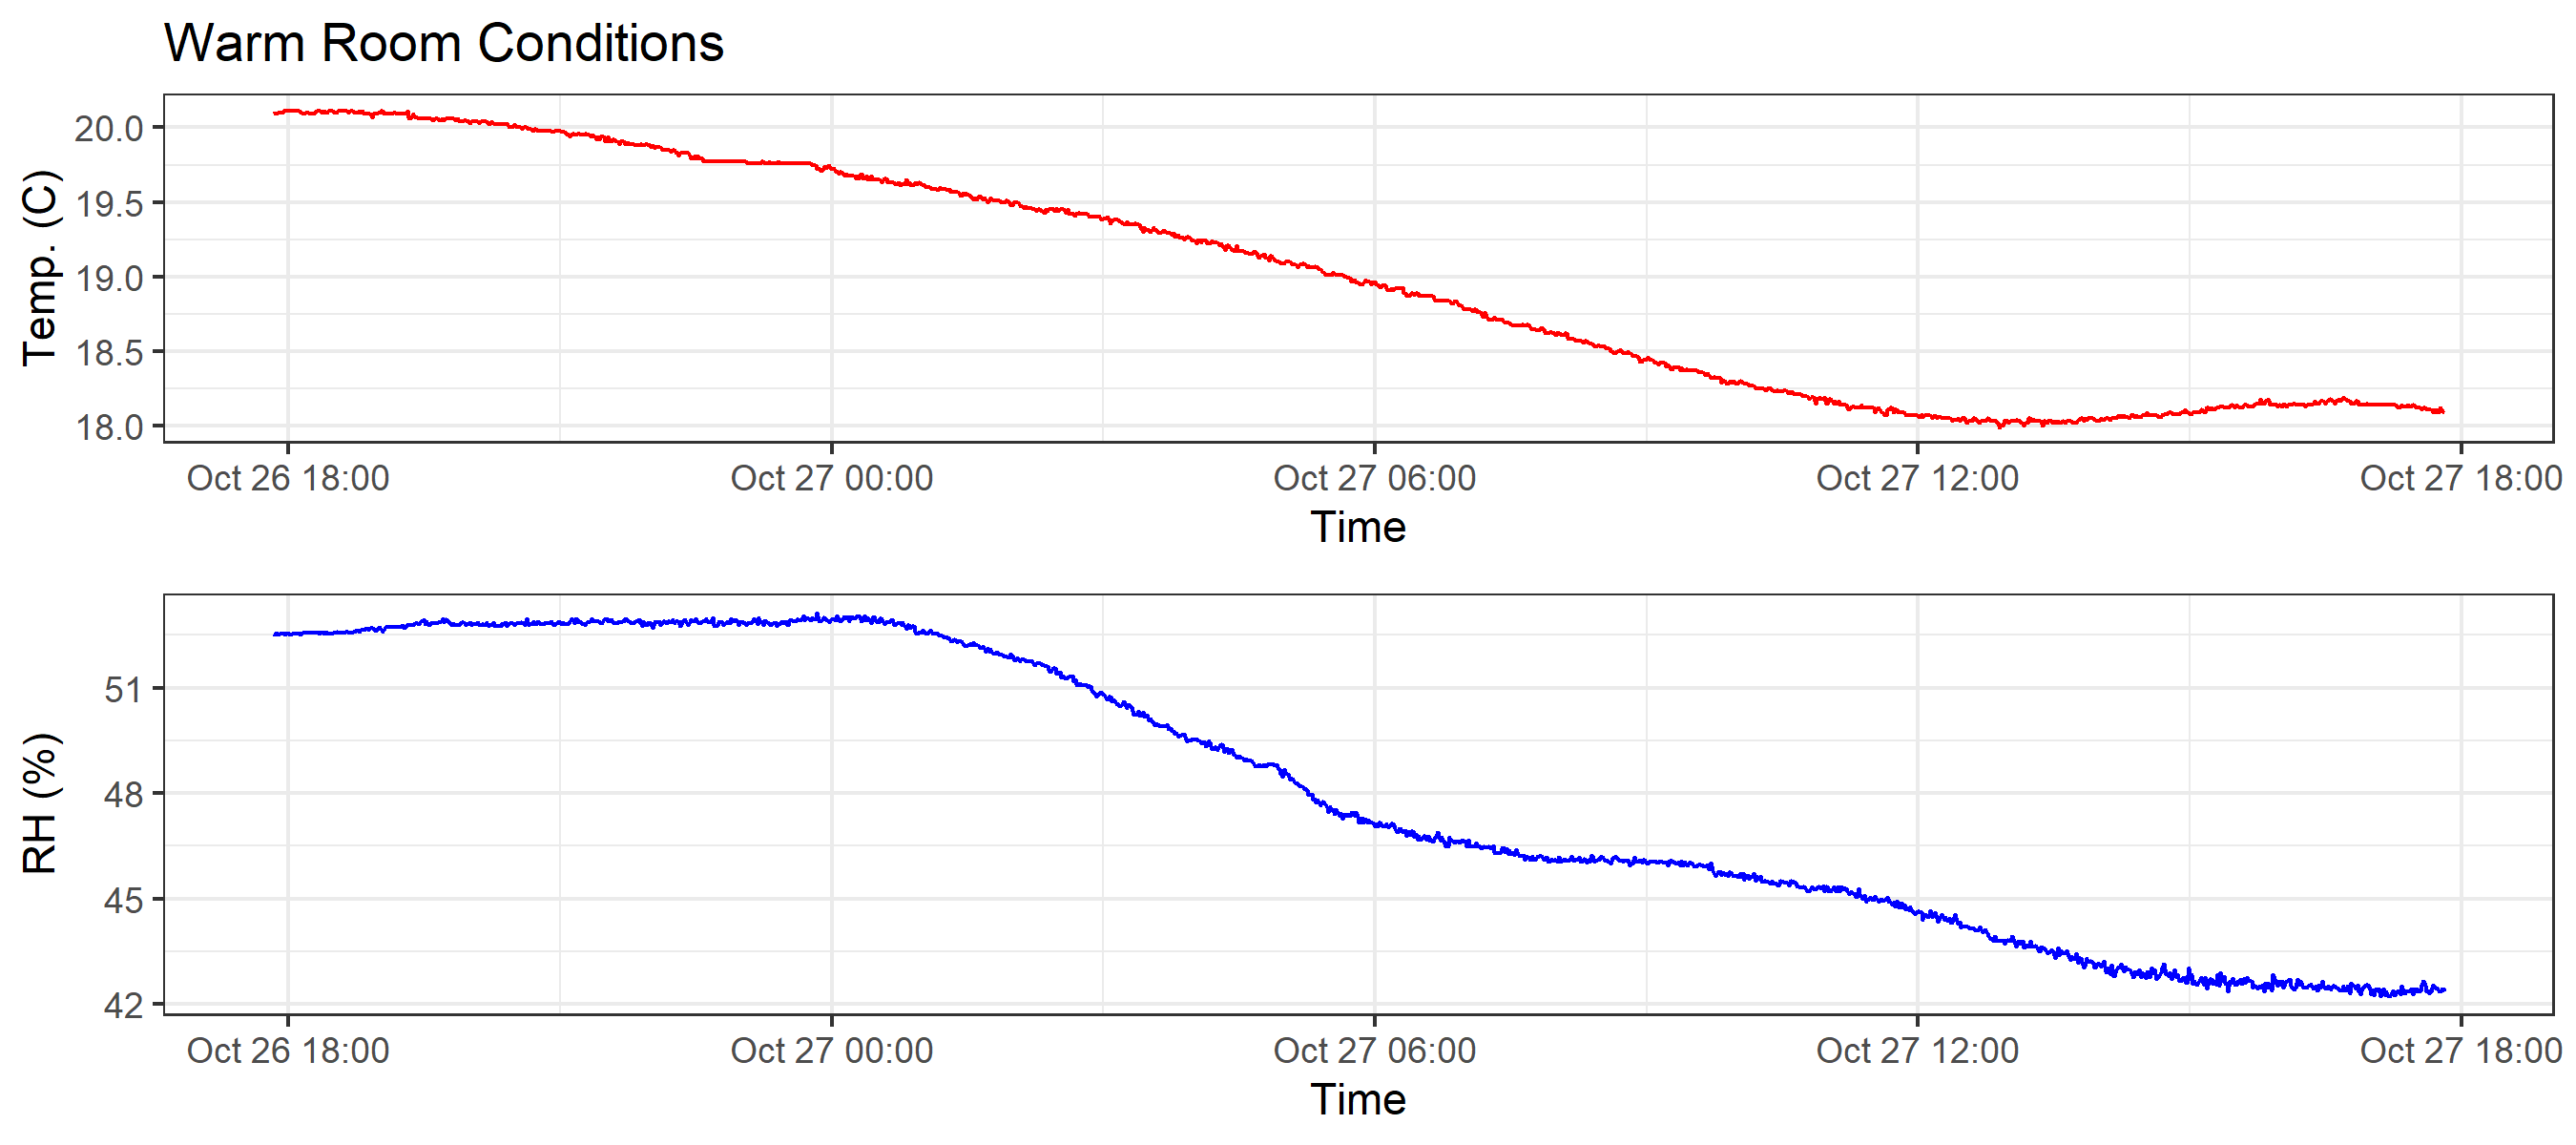 Warm Room Conditions
Temp. (C)
20.0
19.5
19.0
18.5
18.0
Oct 26 18:00 Oct 27 00:00 Oct 27 06:00 Oct 27 12:00 Oct 27 18:00
Time
RH (%)
51
48
45
42
Oct 26 18:00 Oct 27 00:00 Oct 27 06:00 Oct 27 12:00 Oct 27 18:00
Time